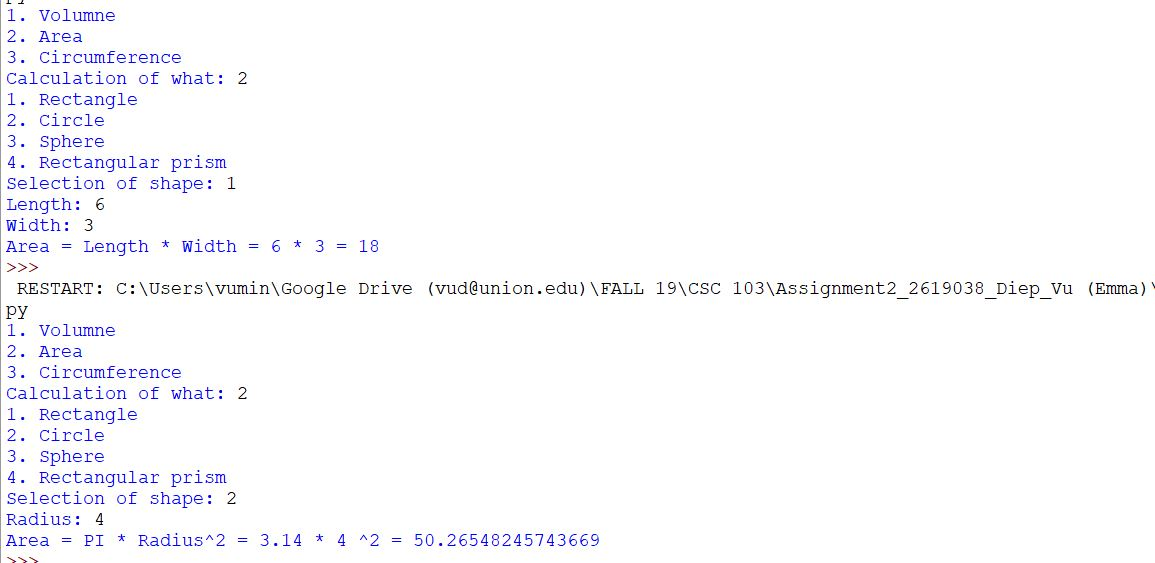 1. Volumne
2. Area
3. Circumference
Calculation of what: 2
1. Rectangle
2. Circle
3. Sphere
4. Rectangular prism
Selection of shape: 1
Length: 6
Width: 3
Area = Length * Width = 6 * 3 = 18
>>>
 RESTART: C:\Users\vumin\Google Drive (vud@union.edu)\FALL 19\CSC 103\Assignment2_2619038_Diep_Vu (Emma)\
py
1. Volumne
2. Area
3. Circumference
Calculation of what: 2
1. Rectangle
2. Circle
3. Sphere
4. Rectangular prism
Selection of shape: 2
Radius: 4
Area = PI * Radius^2 = 3.14 * 4 ^2 = 50.26548245743669
>>>